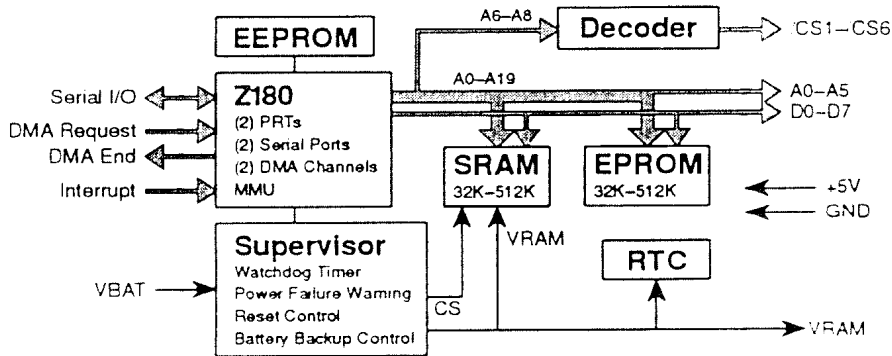 EEPROM
A6–A8
Decoder
CS1–CS6
Serial I/O
DMA Request
DMA End
Interrupt
Z180
(2) PRTs
(2) Serial Ports
(2) DMA Channels
MMU
A0–A19
A0–A5
D0–D7
SRAM
32K–512K
EPROM
32K–512K
+5V
GND
VBAT
Supervisor
Watchdog Timer
Power Failure Warning
Reset Control
Battery Backup Control
CS
VRAM
RTC
VRAM